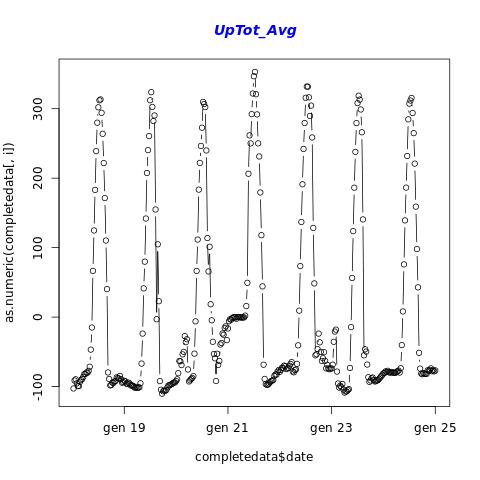 UpTot_Avg
as.numeric(completedata[, i])
300
200
100
0
-100
gen 19
gen 21
gen 23
gen 25
completedata$date